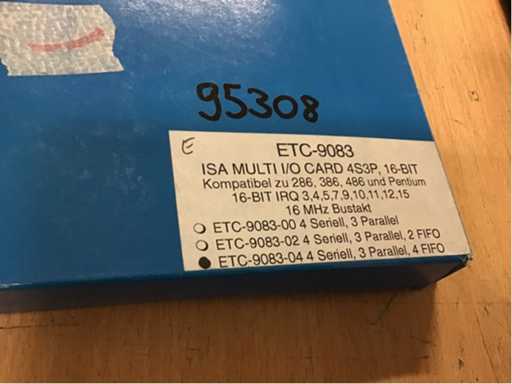 95308
E
ETC-9083
ISA MULTI I/O CARD 4S3P, 16-BIT
Kompatibel zu 286, 386, 486 und Pentium
16-BIT IRQ 3,4,5,7,9,10,11,12,15
16 MHz Bustakt
ETC-9083-00 4 Seriell, 3 Parallel
ETC-9083-02 4 Seriell, 3 Parallel, 2 FIFO
ETC-9083-04 4 Seriell, 3 Parallel, 4 FIFO